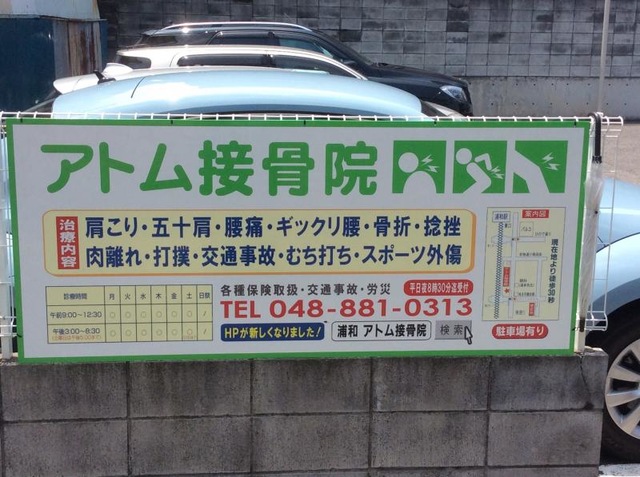 アトム接骨院
治療内容
肩こり・五十肩・腰痛・ギックリ腰・骨折・捻挫
肉離れ・打撲・交通事故・むち打ち・スポーツ外傷
診療時間 月 火 水 木 金 土 日祭
午前9:00~12:30 ○ ○ ○ ○ ○ ○ /
午後3:00~8:30 ○ ○ ○ ○ ○ ○ /
各種保険取扱・交通事故・労災
平日夜8時30分迄受付
TEL 048-881-0313
HPが新しくなりました!
浦和 アトム接骨院 検索
案内図
現在地より徒歩30秒
駐車場有り